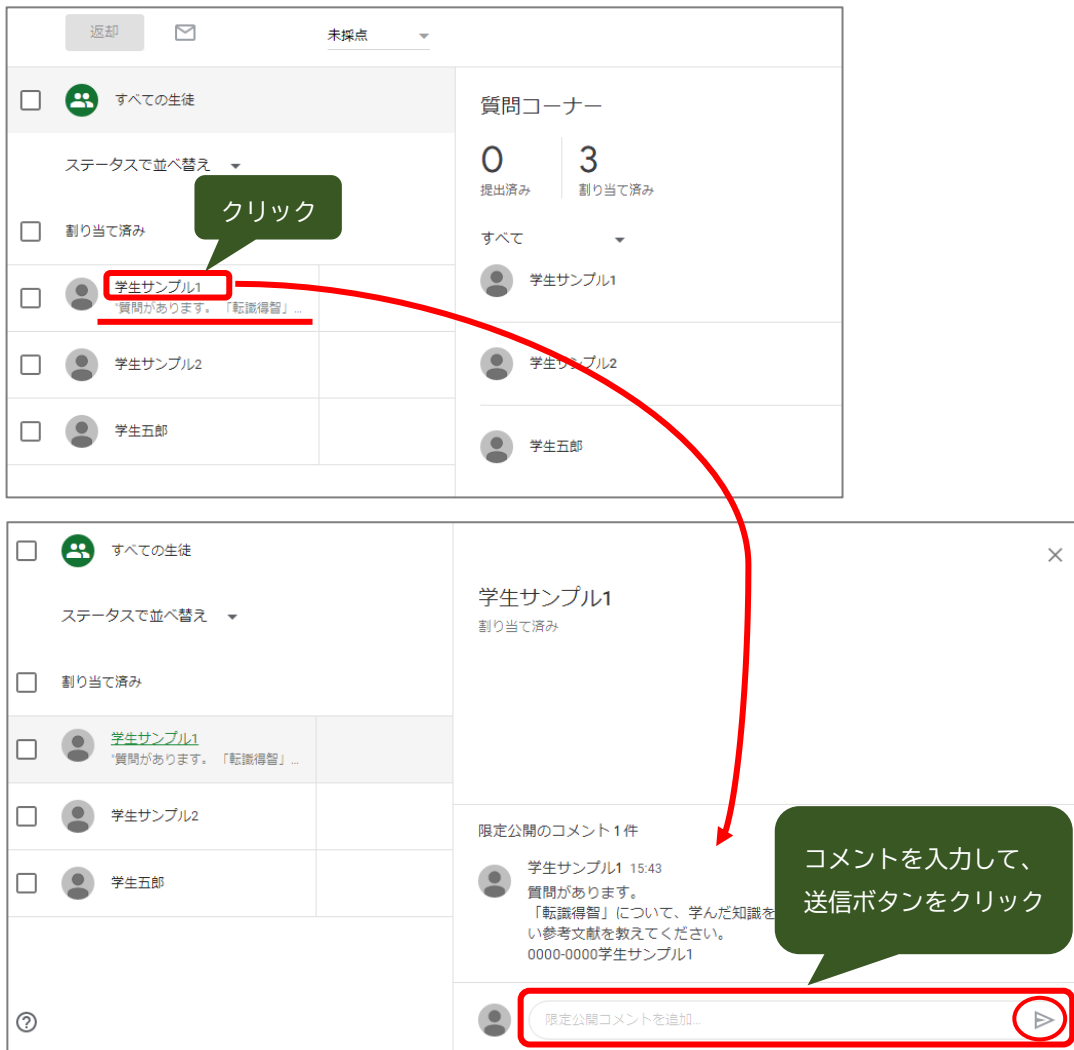 返却
未採点
すべての生徒
ステータスで並べ替え
クリック
割り当て済み
学生サンプル1
"質問があります。 「転識得智」...
学生サンプル2
学生五郎
質問コーナー
0
提出済み
3
割り当て済み
すべて
学生サンプル1
学生サンプル2
学生五郎
すべての生徒
ステータスで並べ替え
割り当て済み
学生サンプル1
"質問があります。 「転識得智」...
学生サンプル2
学生五郎
学生サンプル1
割り当て済み
限定公開のコメント 1 件
学生サンプル1 15:43
質問があります。
「転識得智」について、学んだ知識を
い参考文献を教えてください。
0000-0000学生サンプル1
コメントを入力して、
送信ボタンをクリック
限定公開コメントを追加...